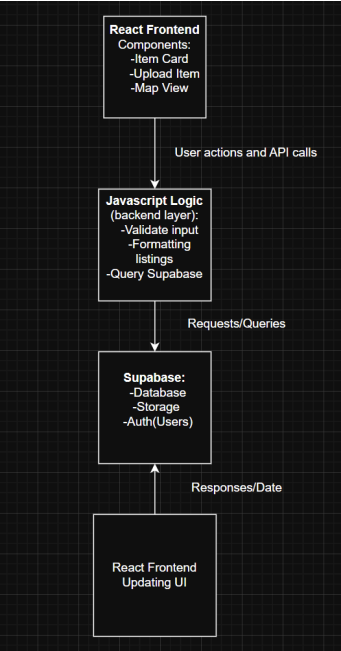 React Frontend
Components:
-Item Card
-Upload Item
-Map View
User actions and API calls
Javascript Logic
(backend layer):
-Validate input
-Formatting
listings
-Query Supabase
Requests/Queries
Supabase:
-Database
-Storage
-Auth(Users)
Responses/Date
React Frontend
Updating UI